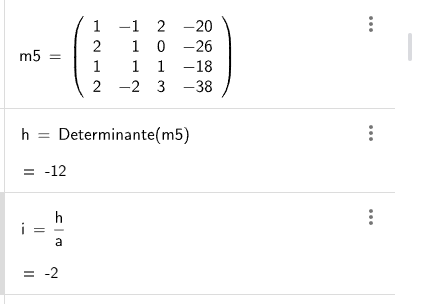 m5 = ( 1 −1 2 −20
2 1 0 −26
1 1 1 −18
2 −2 3 −38 )
h = Determinante(m5)
= -12
i = h/a
= -2